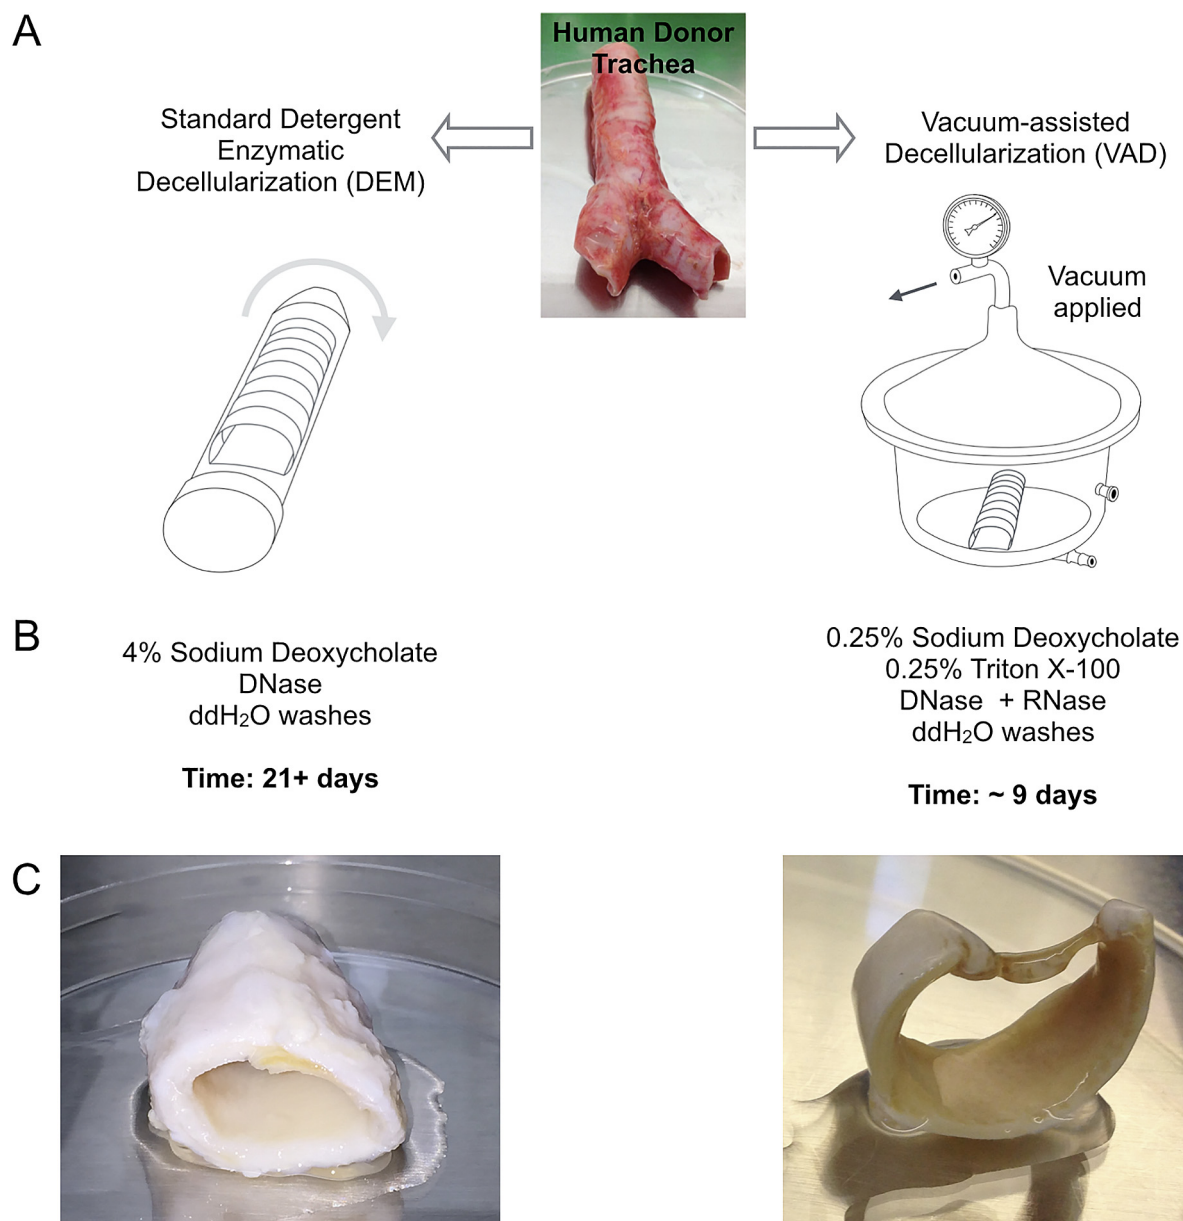 A
Human Donor
Trachea
Standard Detergent
Enzymatic
Decellularization (DEM)
Vacuum-assisted
Decellularization (VAD)
Vacuum
applied
B
4% Sodium Deoxycholate
DNase
ddH₂O washes
Time: 21+ days
0.25% Sodium Deoxycholate
0.25% Triton X-100
DNase + RNase
ddH₂O washes
Time: ~ 9 days
C